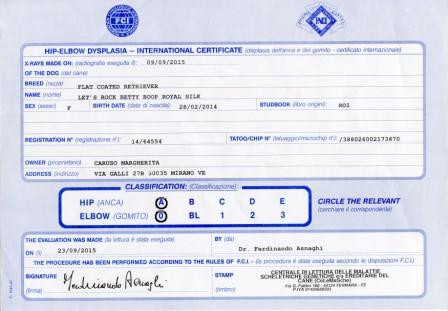 FCI
HIP-ELBOW DYSPLASIA – INTERNATIONAL CERTIFICATE (displasia dell'anca e del gomito - certificato internazionale)
X-RAYS MADE ON: (radiografia eseguita il) 09/09/2015
OF THE DOG (del cane)
BREED (razza) FLAT COATED RETRIEVER
NAME (nome) LET'S ROCK BETTY BOOP ROYAL SILK
SEX (sesso) F BIRTH DATE (data di nascita) 28/02/2014 STUDBOOK (libro origini) ROI
REGISTRATION N° (registrazione n°) 14/64554 TATOO/CHIP N° (tatuaggio/microchip n°) /380024002173670
OWNER (proprietario) CARUSO MARGHERITA
ADDRESS (indirizzo) VIA GALLI 27B 30035 MIRANO VE
CLASSIFICATION: (Classificazione)
HIP (ANCA) A B C D E
ELBOW (GOMITO) 0 BL 1 2 3
CIRCLE THE RELEVANT
(cerchiare il corrispondente)
THE EVALUATION WAS MADE (la lettura è stata eseguita) BY (da)
ON (il) 23/09/2015 Dr. Ferdinando Asnaghi
THE PROCEDURE HAS BEEN PERFORMED ACCORDING TO THE RULES OF F.C.I. - (la procedura è stata eseguita secondo le disposizioni F.C.I.)
SIGNATURE (firma) Ferdinando Asnaghi
STAMP (timbro)
CENTRALE DI LETTURA DELLE MALATTIE
SCHELETRICHE GENETICHE e/o EREDITARIE DEL
CANE (CeLeMaSche)